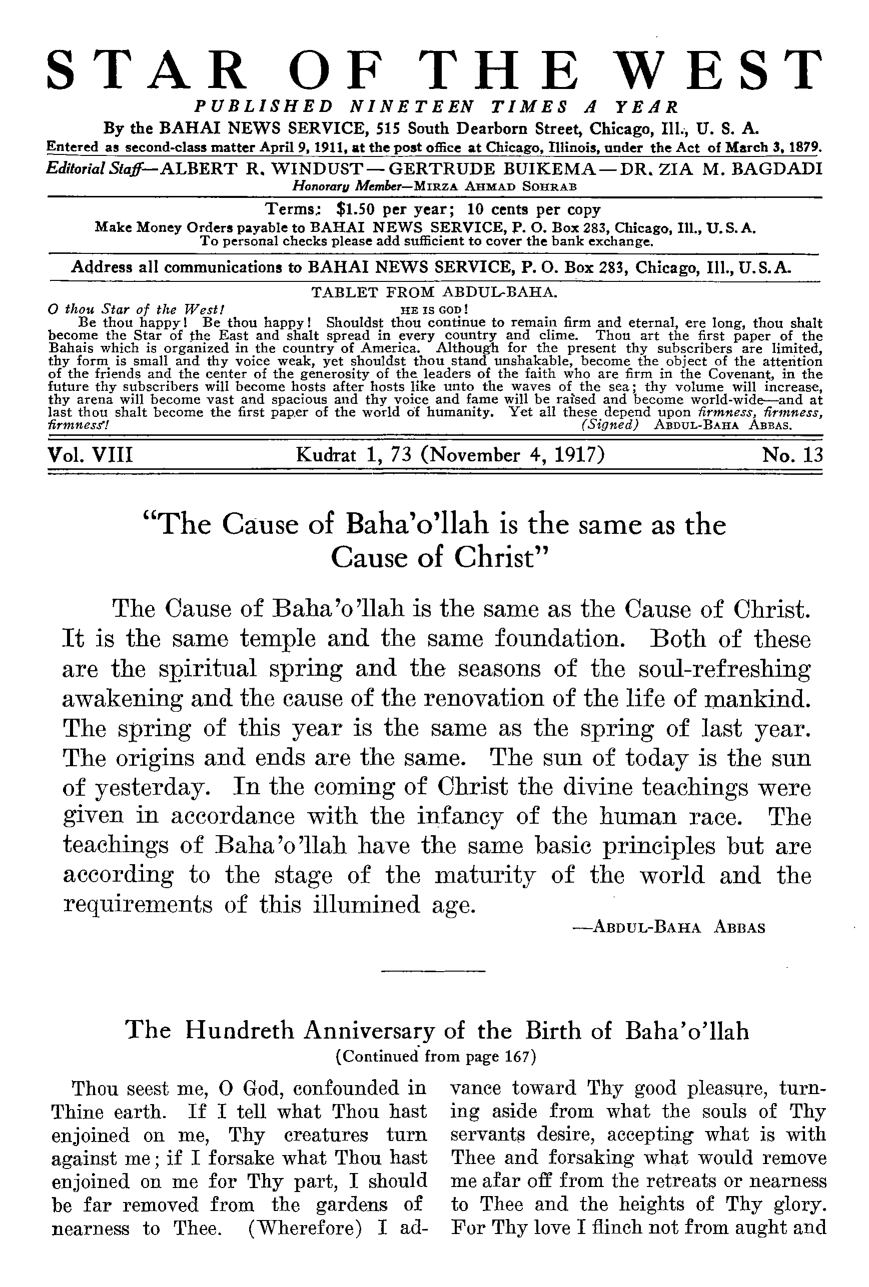 STAR OF THE WEST
PUBLISHED NINETEEN TIMES A YEAR
By the BAHAI NEWS SERVICE, 515 South Dearborn Street, Chicago, Ill., U. S. A.
Entered as second-class matter April 9, 1911, at the post office at Chicago, Illinois, under the Act of March 3, 1879.
Editorial Staff—ALBERT R. WINDUST—GERTRUDE BUIKEMA—DR. ZIA M. BAGDADI
Honorary Member—MIRZA AHMAD SOHRAB
Terms: $1.50 per year; 10 cents per copy
Make Money Orders payable to BAHAI NEWS SERVICE, P. O. Box 283, Chicago, Ill., U. S. A.
To personal checks please add sufficient to cover the bank exchange.
Address all communications to BAHAI NEWS SERVICE, P. O. Box 283, Chicago, Ill., U. S. A.
TABLET FROM ABDUL-BAHA.
O thou Star of the West! HE IS GOD!
Be thou happy! Be thou happy! Shouldst thou continue to remain firm and eternal, ere long, thou shalt
become the Star of the East and shalt spread in every country and clime. Thou art the first paper of the
Bahais which is organized in the country of America. Although for the present thy subscribers are limited,
thy form is small and thy voice weak, yet shouldst thou stand unshakable, become the object of the attention
of the friends and the center of the generosity of the leaders of the faith who are firm in the Covenant, in the
future thy subscribers will become hosts after hosts like unto the waves of the sea; thy volume will increase,
thy arena will become vast and spacious and thy voice and fame will be raised and become world-wide—and at
last thou shalt become the first paper of the world of humanity. Yet all these depend upon firmness, firmness,
firmness! (Signed) ABDUL-BAHA ABBAS.
Vol. VIII Kudrat 1, 73 (November 4, 1917) No. 13
"The Cause of Baha'o'llah is the same as the
Cause of Christ"
The Cause of Baha'o'llah is the same as the Cause of Christ.
It is the same temple and the same foundation. Both of these
are the spiritual spring and the seasons of the soul-refreshing
awakening and the cause of the renovation of the life of mankind.
The spring of this year is the same as the spring of last year.
The origins and ends are the same. The sun of today is the sun
of yesterday. In the coming of Christ the divine teachings were
given in accordance with the infancy of the human race. The
teachings of Baha'o'llah have the same basic principles but are
according to the stage of the maturity of the world and the
requirements of this illumined age.
—ABDUL-BAHA ABBAS
The Hundreth Anniversary of the Birth of Baha'o'llah
(Continued from page 167)
Thou seest me, O God, confounded in
Thine earth. If I tell what Thou hast
enjoined on me, Thy creatures turn
against me; if I forsake what Thou hast
enjoined on me for Thy part, I should
be far removed from the gardens of
nearness to Thee. (Wherefore) I ad-
vance toward Thy good pleasure, turn-
ing aside from what the souls of Thy
servants desire, accepting what is with
Thee and forsaking what would remove
me afar off from the retreats or nearness
to Thee and the heights of Thy glory.
For Thy love I flinch not from aught and